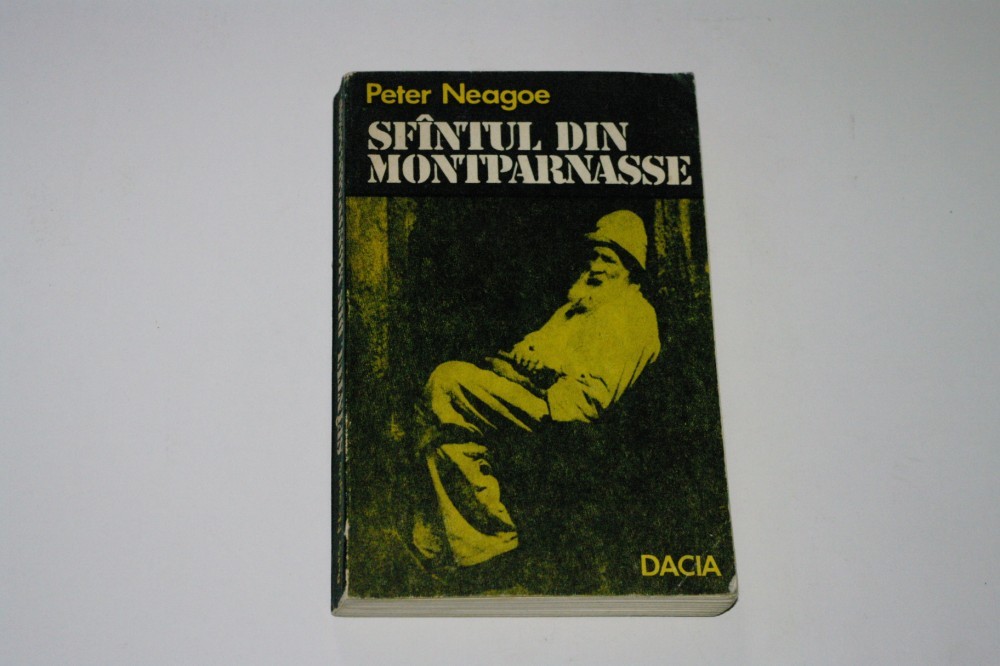 Peter Neagoe
SFÎNTUL DIN
MONTPARNASSE
DACIA